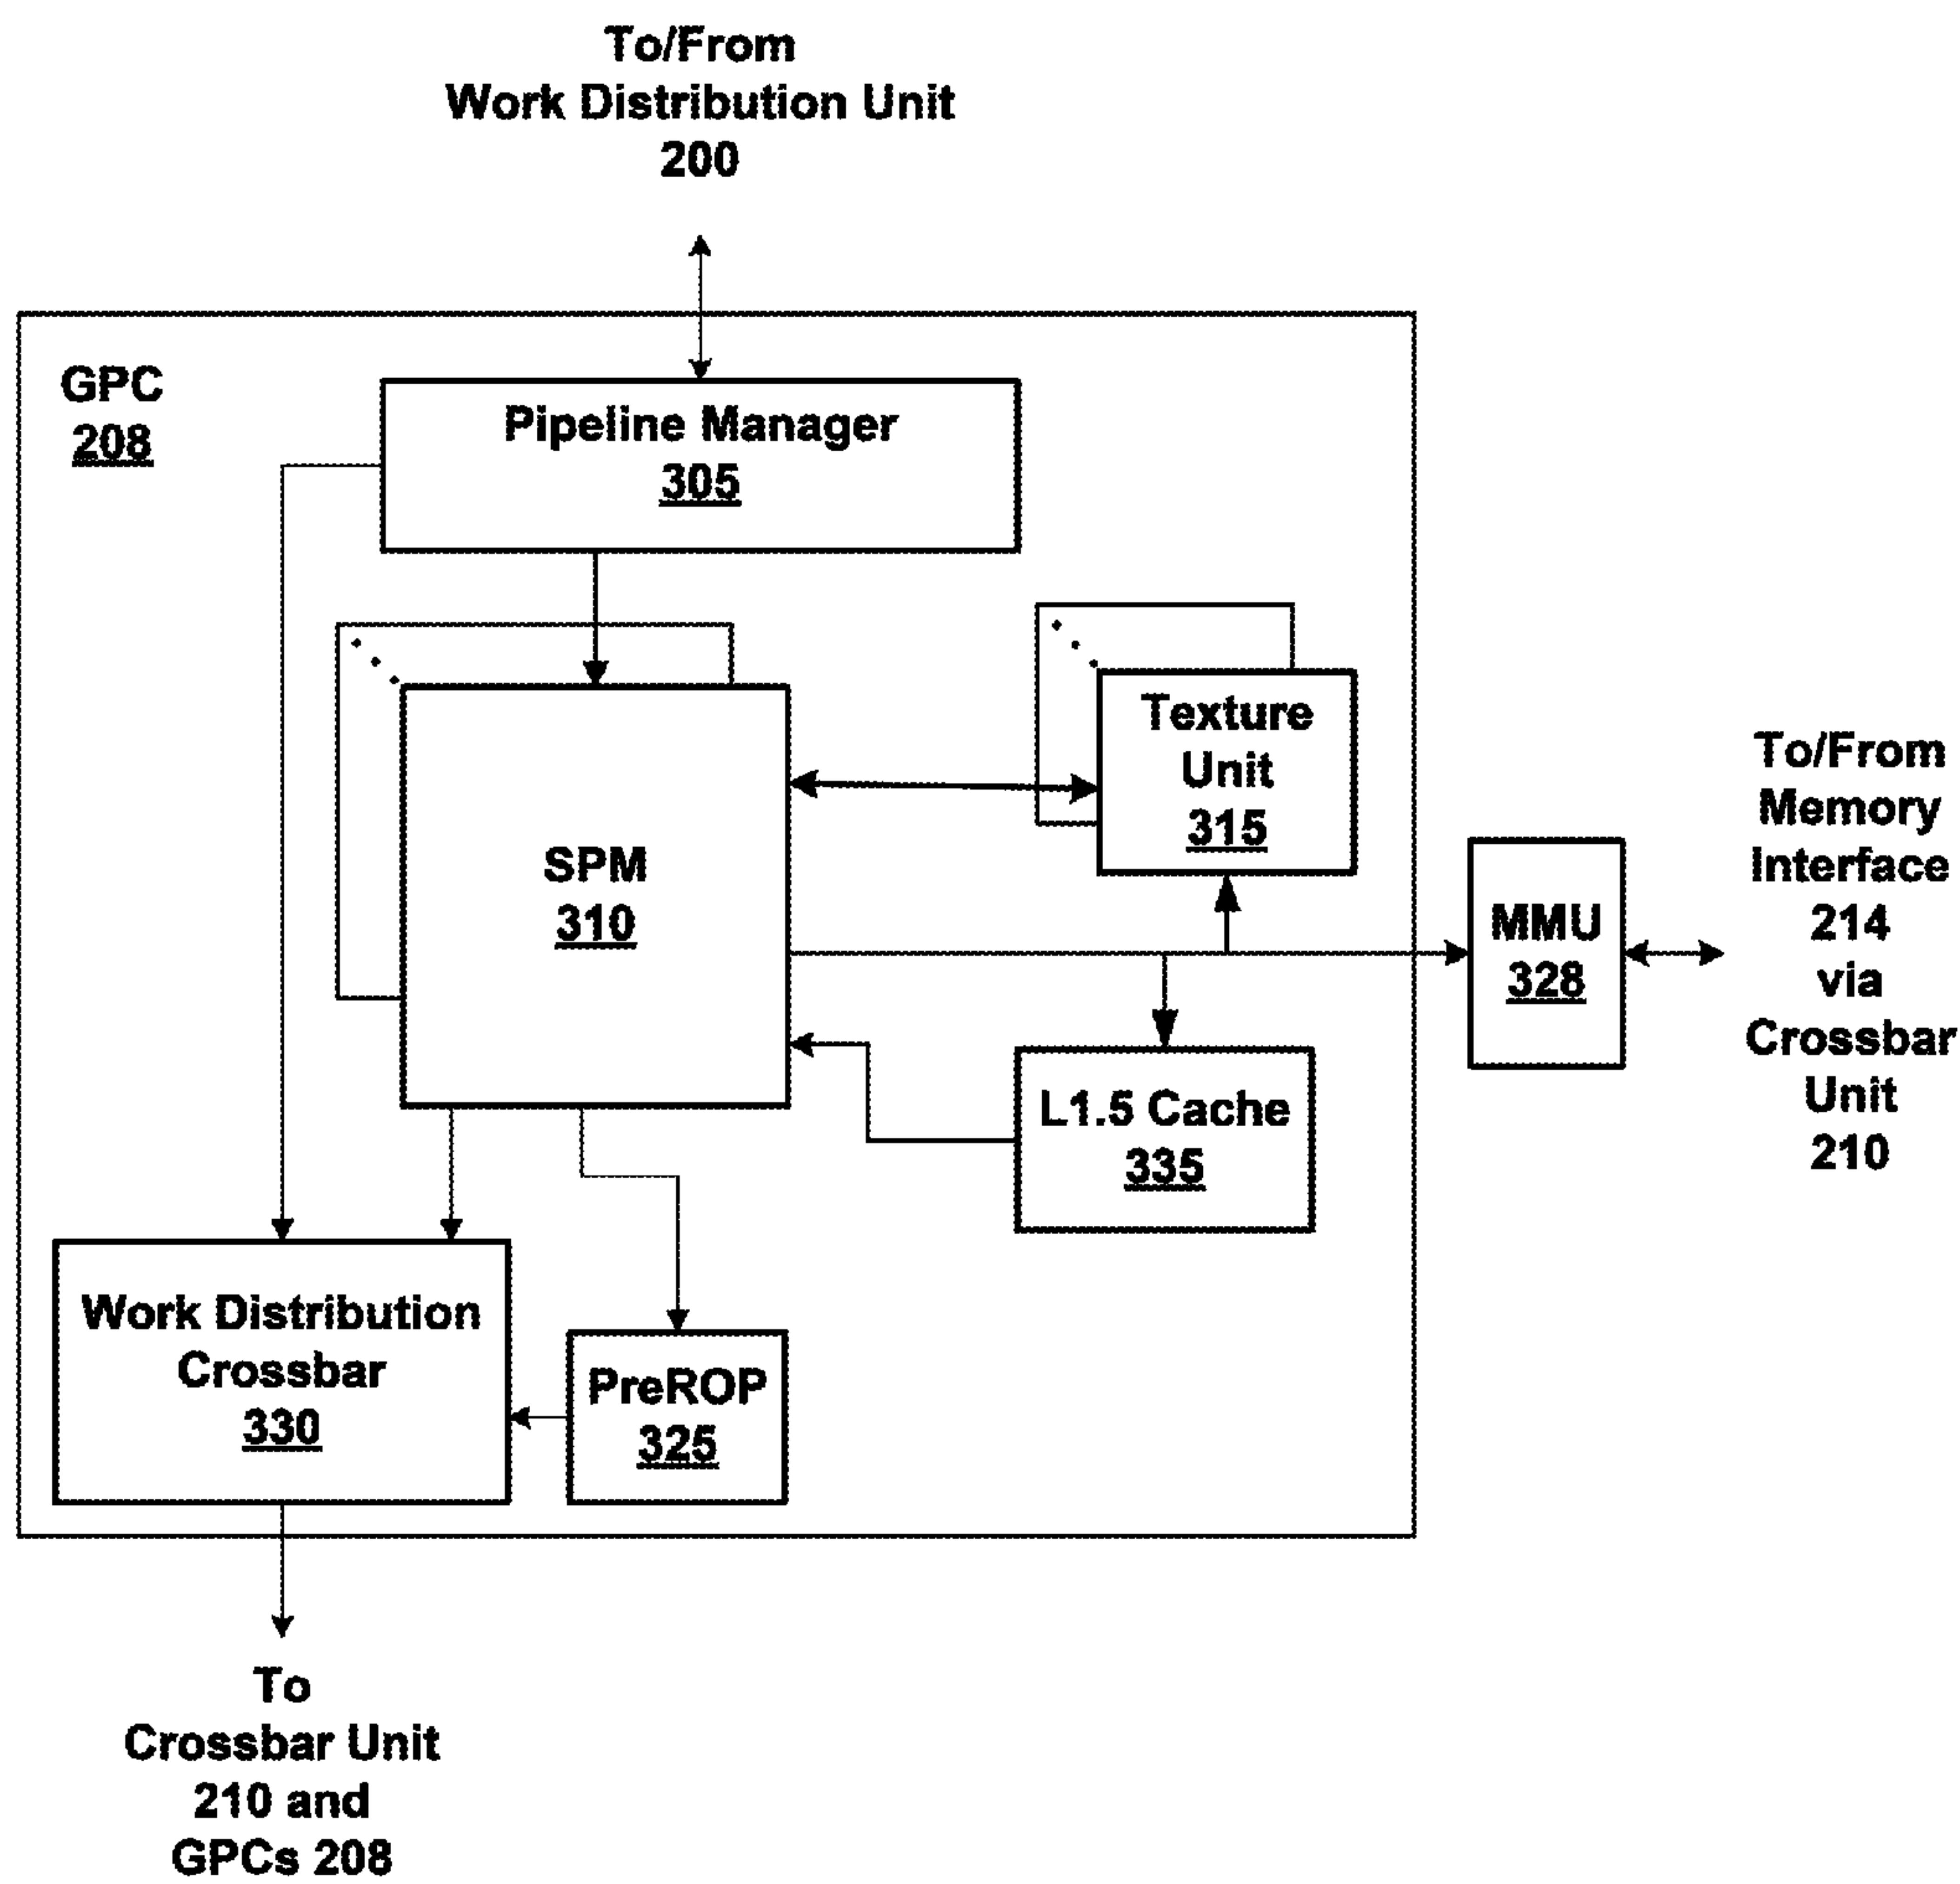 To/From
Work Distribution Unit
200
GPC
208
Pipeline Manager
305
Texture
Unit
315
SPM
310
To/From
Memory
Interface
214
via
Crossbar
Unit
210
MMU
328
L1.5 Cache
335
Work Distribution
Crossbar
330
PreROP
325
To
Crossbar Unit
210 and
GPCs 208